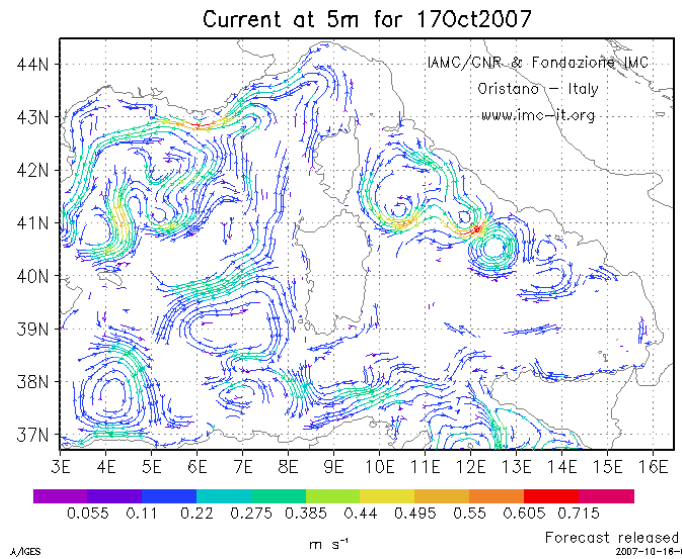 Current at 5m for 17Oct2007
IAMC/CNR & Fondazione IMC
Oristano – Italy
www.imc-it.org
44N
43N
42N
41N
40N
39N
38N
37N
3E 4E 5E 6E 7E 8E 9E 10E 11E 12E 13E 14E 15E 16E
0.055 0.11 0.22 0.275 0.385 0.44 0.495 0.55 0.605 0.715
m s⁻¹
Forecast released
/IGES
2007-10-16-